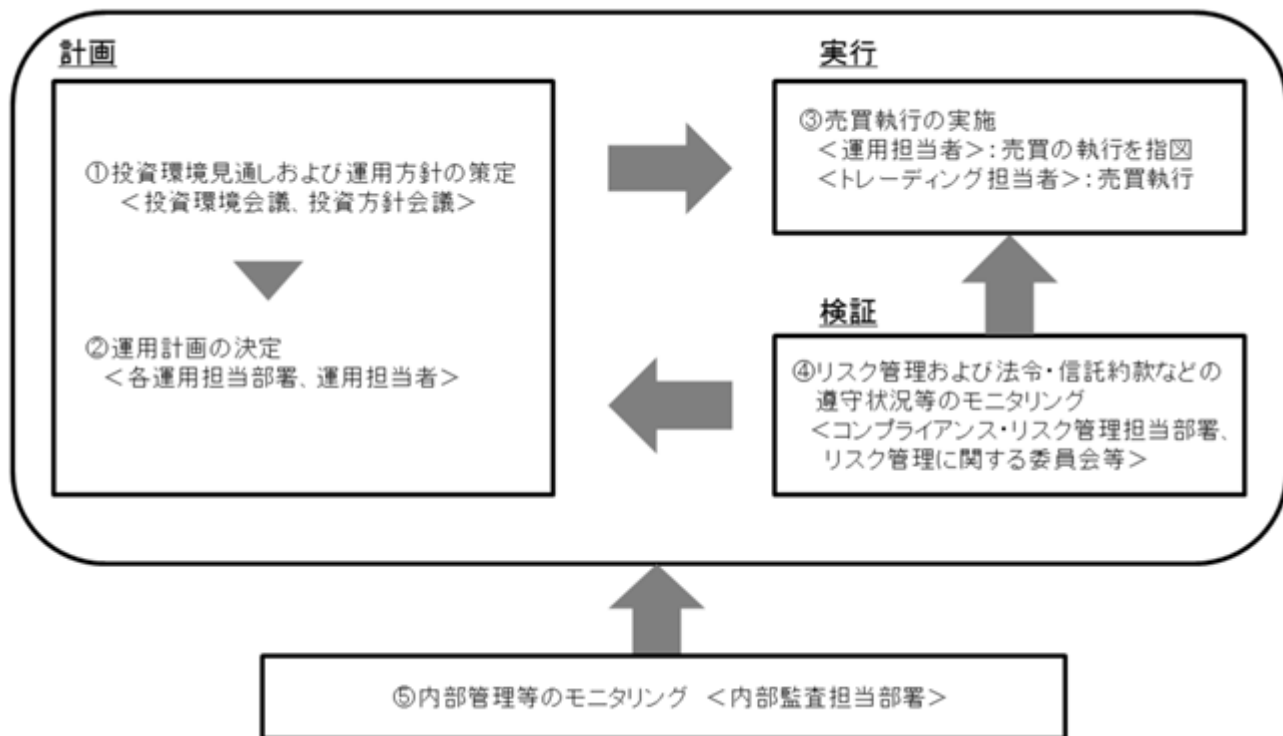 計画
①投資環境見通しおよび運用方針の策定
＜投資環境会議、投資方針会議＞
②運用計画の決定
＜各運用担当部署、運用担当者＞
実行
③売買執行の実施
＜運用担当者＞：売買の執行を指図
＜トレーディング担当者＞：売買執行
検証
④リスク管理および法令・信託約款などの
遵守状況等のモニタリング
＜コンプライアンス・リスク管理担当部署、
リスク管理に関する委員会等＞
⑤内部管理等のモニタリング ＜内部監査担当部署＞